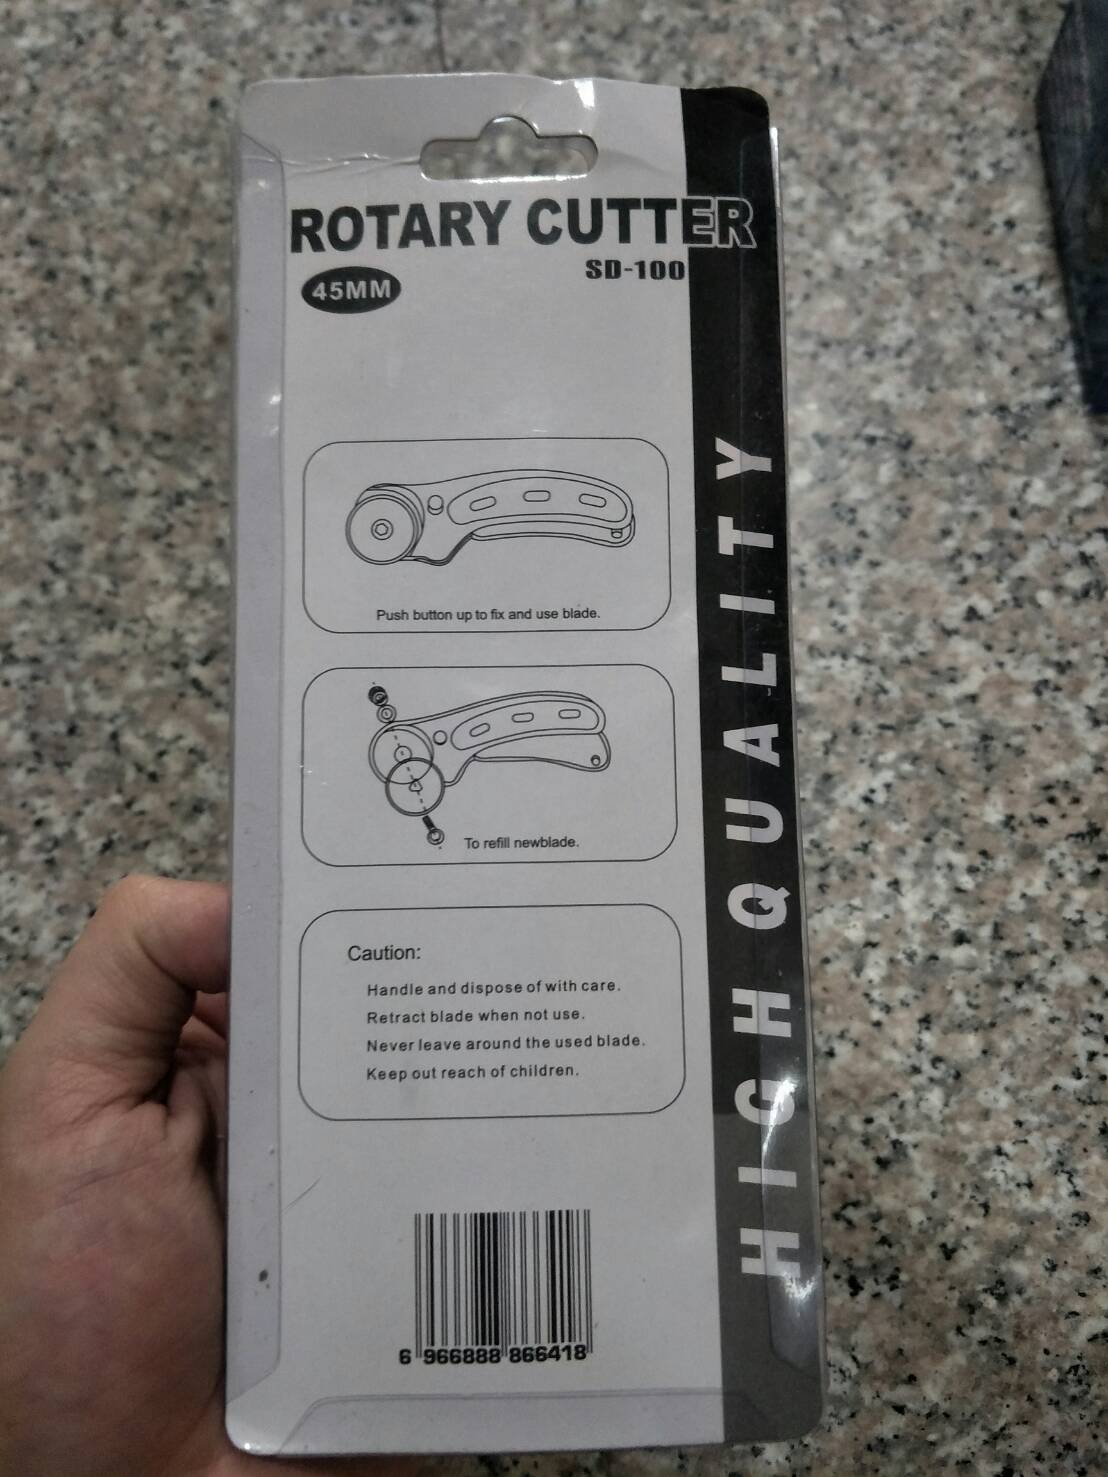 ROTARY CUTTER
SD-100
45MM
Push button up to fix and use blade.
To refill newblade.
Caution:
Handle and dispose of with care.
Retract blade when not use.
Never leave around the used blade.
Keep out reach of children.
6 966888 866418
HIGH QUALITY